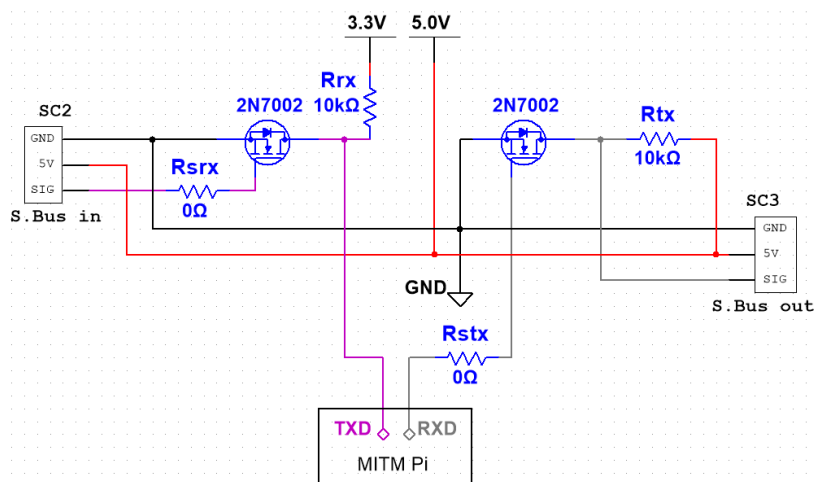 3.3V 5.0V
Rrx
10kΩ
2N7002
2N7002
Rtx
10kΩ
SC2
GND
5V
SIG
S.Bus in
Rsrx
0Ω
SC3
GND
5V
SIG
S.Bus out
GND
Rstx
0Ω
TXD RXD
MITM Pi